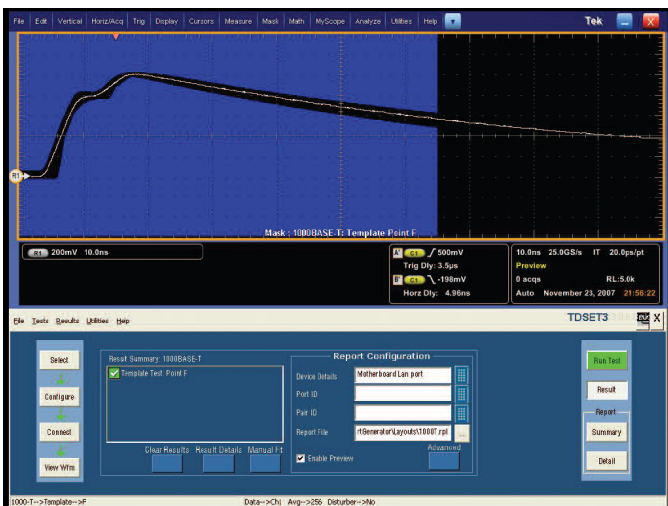 File Edit Vertical Horiz/Acq Trig Display Cursors Measure Mask Math MyScope Analyze Utilities Help Tek X
R1
Mask : 1000BASE-T: Template Point F
R1 200mV 10.0ns
A' C1 500mV
Trig Dly: 3.5µs
B' C1 -198mV
Horz Dly: 4.96ns
10.0ns 25.0GS/s IT 20.0ps/pt
Preview
0 acqs RL:5.0k
Auto November 23, 2007 21:56:22
File Tests Results Utilities Help TDSET3 X
Select
Configure
Connect
View Wfm
Result Summary: 1000BASE-T
Template Test Point F
Clear Results Result Details Manual Fit
Report Configuration
Device Details Motherboard Lan port
Port ID
Pair ID
Report File rtGenerator\Layouts\1000T.rpl ...
Enable Preview
Advanced
Run Test
Result
Report
Summary
Detail
1000-T-->Template-->F Data-->Ch1 Avg-->256 Disturber-->No